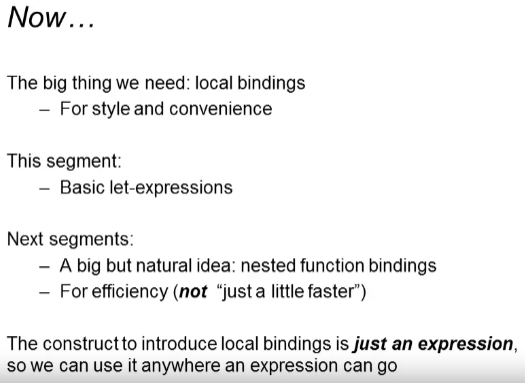 Now…
The big thing we need: local bindings
– For style and convenience
This segment:
– Basic let-expressions
Next segments:
– A big but natural idea: nested function bindings
– For efficiency (not “just a little faster”)
The construct to introduce local bindings is just an expression,
so we can use it anywhere an expression can go